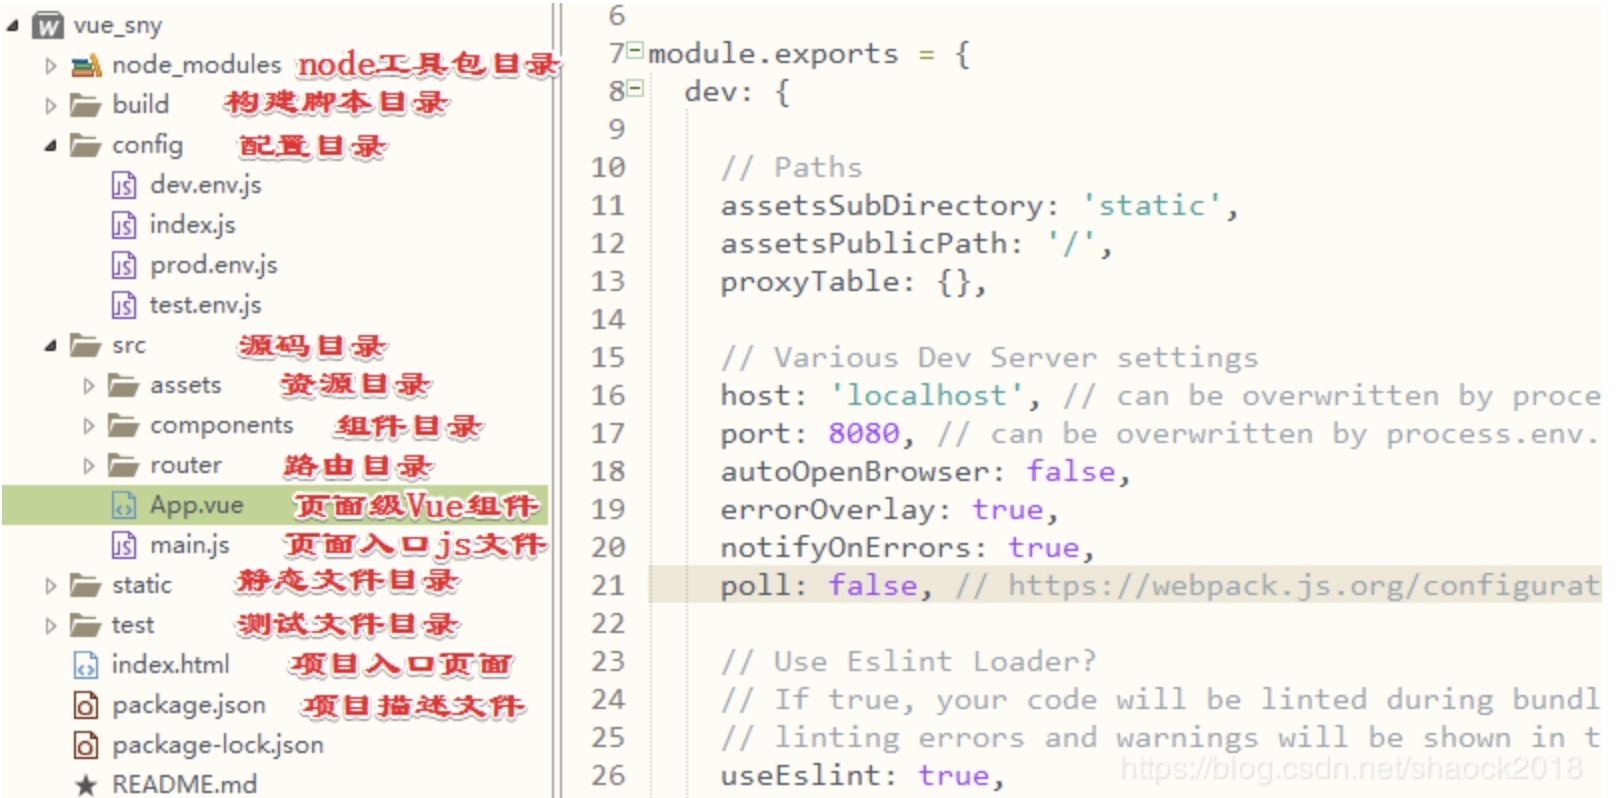 vue_sny
node_modules node工具包目录
build 构建脚本目录
config 配置目录
dev.env.js
index.js
prod.env.js
test.env.js
src 源码目录
assets 资源目录
components 组件目录
router 路由目录
App.vue 页面级Vue组件
main.js 页面入口js文件
static 静态文件目录
test 测试文件目录
index.html 项目入口页面
package.json 项目描述文件
package-lock.json
README.md
6
7 module.exports = {
8 dev: {
9
10 // Paths
11 assetsSubDirectory: 'static',
12 assetsPublicPath: '/',
13 proxyTable: {},
14
15 // Various Dev Server settings
16 host: 'localhost', // can be overwritten by proce
17 port: 8080, // can be overwritten by process.env.
18 autoOpenBrowser: false,
19 errorOverlay: true,
20 notifyOnErrors: true,
21 poll: false, // https://webpack.js.org/configurat
22
23 // Use Eslint Loader?
24 // If true, your code will be linted during bundl
25 // linting errors and warnings will be shown in t
26 useEslint: true,
https://blog.csdn.net/shaock2018